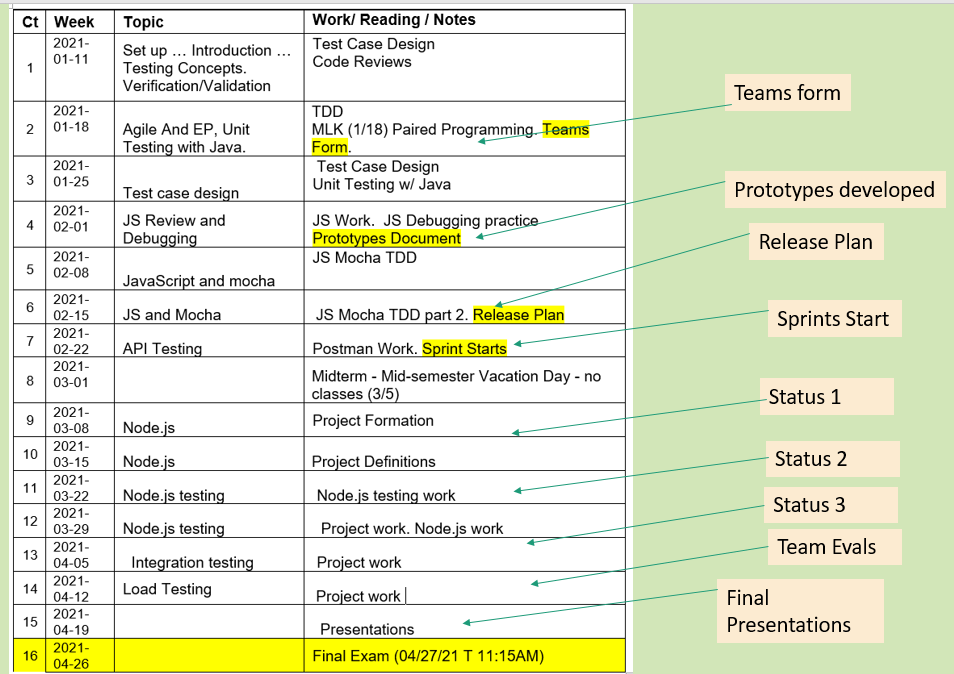 Ct Week Topic Work/ Reading / Notes
1 2021-
01-11
Set up … Introduction …
Testing Concepts.
Verification/Validation
Test Case Design
Code Reviews
2 2021-
01-18
Agile And EP, Unit
Testing with Java.
TDD
MLK (1/18) Paired Programming. Teams
Form.
3 2021-
01-25
Test case design
Test Case Design
Unit Testing w/ Java
4 2021-
02-01
JS Review and
Debugging
JS Work. JS Debugging practice
Prototypes Document
5 2021-
02-08
JavaScript and mocha
JS Mocha TDD
6 2021-
02-15
JS and Mocha
JS Mocha TDD part 2. Release Plan
7 2021-
02-22
API Testing
Postman Work. Sprint Starts
8 2021-
03-01
Midterm - Mid-semester Vacation Day - no
classes (3/5)
9 2021-
03-08
Node.js
Project Formation
10 2021-
03-15
Node.js
Project Definitions
11 2021-
03-22
Node.js testing
Node.js testing work
12 2021-
03-29
Node.js testing
Project work. Node.js work
13 2021-
04-05
Integration testing
Project work
14 2021-
04-12
Load Testing
Project work
15 2021-
04-19
Presentations
16 2021-
04-26
Final Exam (04/27/21 T 11:15AM)
Teams form
Prototypes developed
Release Plan
Sprints Start
Status 1
Status 2
Status 3
Team Evals
Final
Presentations